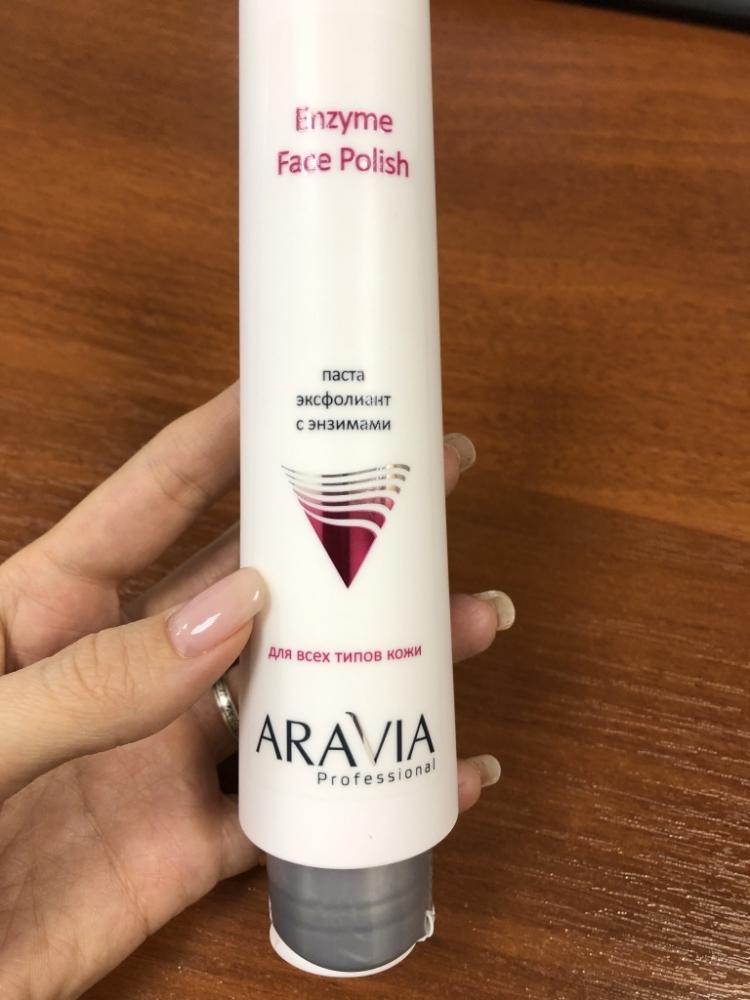 Enzyme
Face Polish
паста
эксфолиант
с энзимами
для всех типов кожи
ARAVIA
Professional